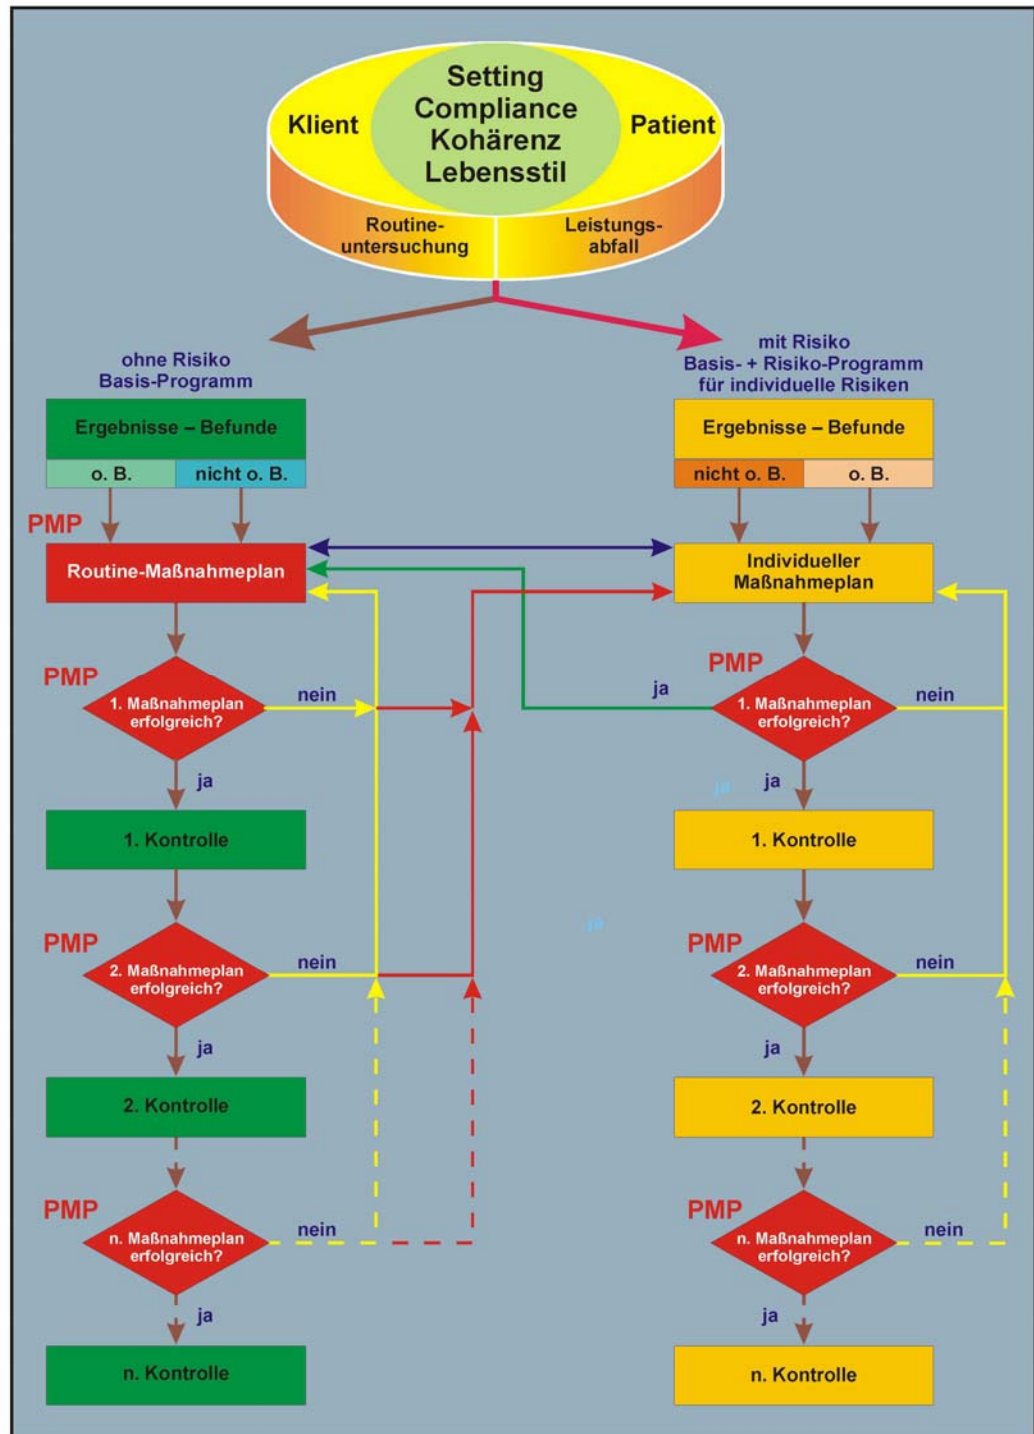 Setting
Compliance
Kohärenz
Lebensstil
Klient
Patient
Routine-
untersuchung
Leistungs-
abfall
ohne Risiko
Basis-Programm
mit Risiko
Basis- + Risiko-Programm
für individuelle Risiken
Ergebnisse – Befunde
o. B.
nicht o. B.
Ergebnisse – Befunde
nicht o. B.
o. B.
PMP
Routine-Maßnahmeplan
Individueller
Maßnahmeplan
PMP
1. Maßnahmeplan
erfolgreich?
nein
ja
PMP
1. Maßnahmeplan
erfolgreich?
nein
ja
ja
ja
1. Kontrolle
1. Kontrolle
ja
PMP
2. Maßnahmeplan
erfolgreich?
nein
PMP
2. Maßnahmeplan
erfolgreich?
nein
ja
ja
2. Kontrolle
2. Kontrolle
PMP
n. Maßnahmeplan
erfolgreich?
nein
PMP
n. Maßnahmeplan
erfolgreich?
nein
ja
ja
n. Kontrolle
n. Kontrolle